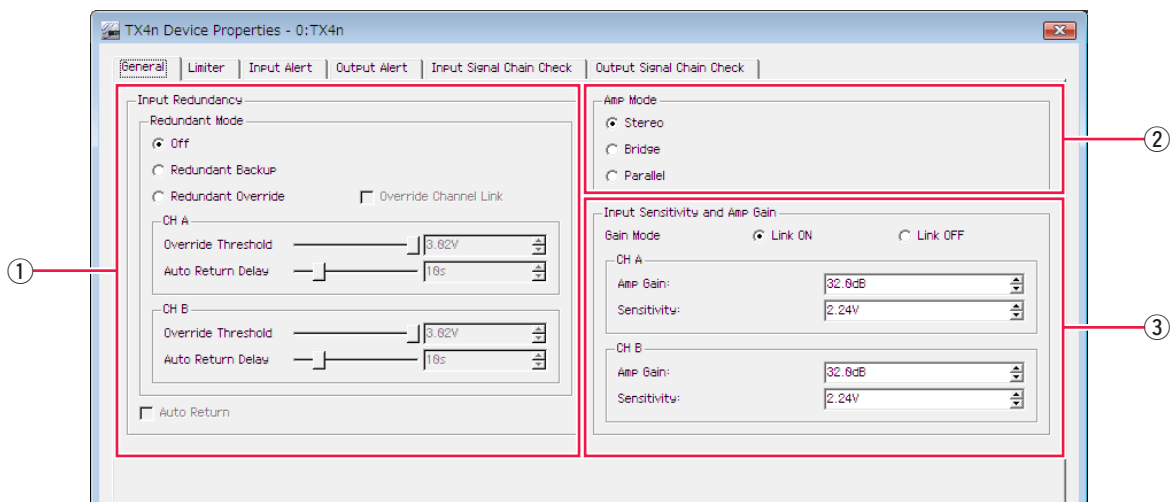 TX4n Device Properties - 0:TX4n
General Limiter Input Alert Output Alert Input Signal Chain Check Output Signal Chain Check
①
Input Redundancy
Redundant Mode
Off
Redundant Backup
Redundant Override Override Channel Link
CH A
Override Threshold 3.02V
Auto Return Delay 10s
CH B
Override Threshold 3.02V
Auto Return Delay 10s
Auto Return
②
Amp Mode
Stereo
Bridge
Parallel
③
Input Sensitivity and Amp Gain
Gain Mode Link ON Link OFF
CH A
Amp Gain: 32.0dB
Sensitivity: 2.24V
CH B
Amp Gain: 32.0dB
Sensitivity: 2.24V